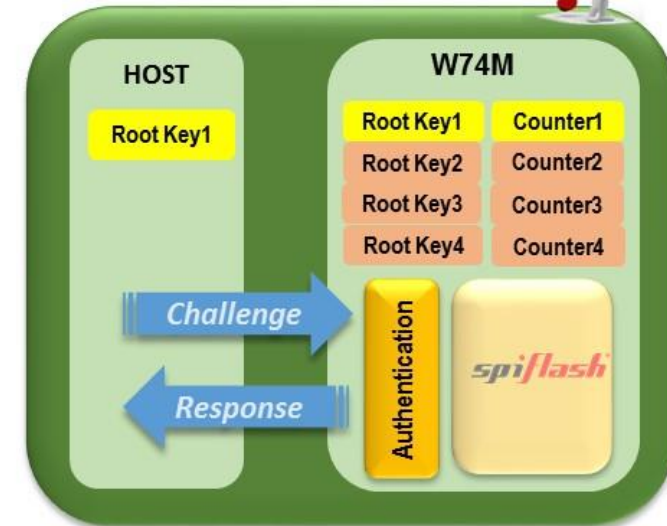 HOST
Root Key1
W74M
Root Key1 Counter1
Root Key2 Counter2
Root Key3 Counter3
Root Key4 Counter4
Challenge
Response
Authentication
spiflash